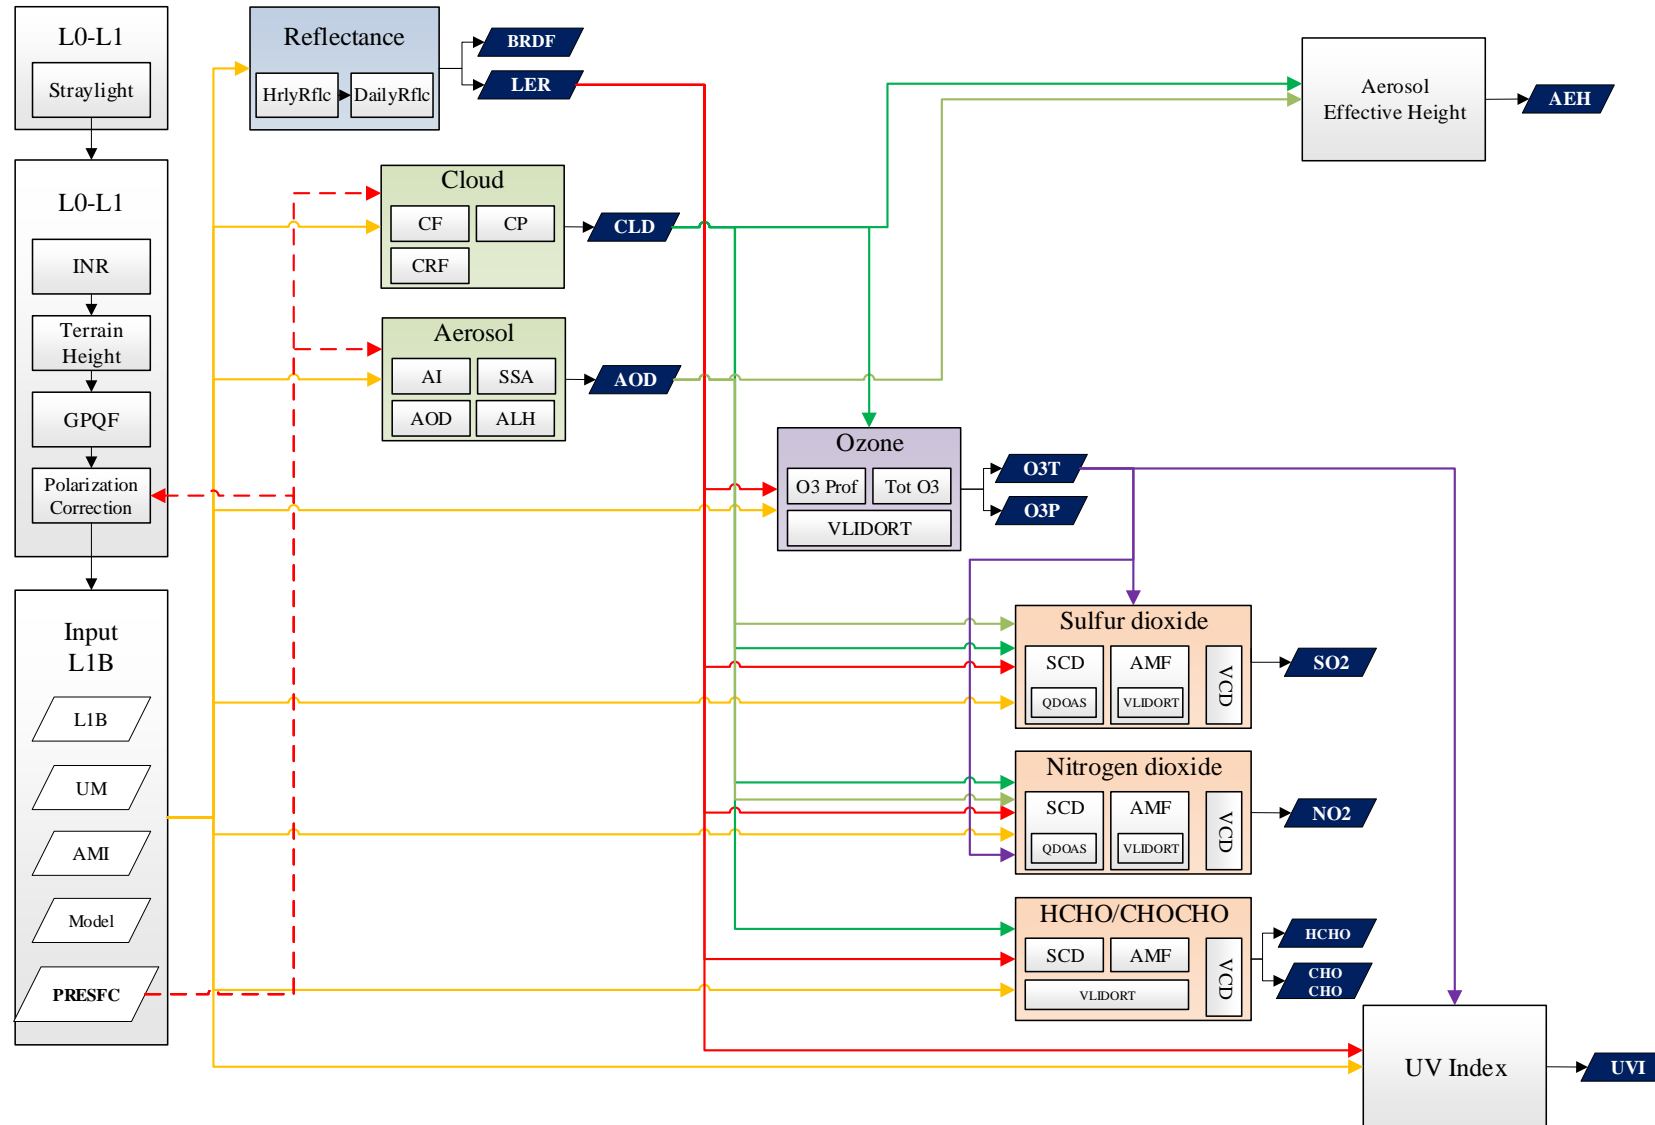 L0-L1
Straylight
L0-L1
INR
Terrain
Height
GPQF
Polarization
Correction
Input
L1B
L1B
UM
AMI
Model
PRESFC
Reflectance
HrlyRflc
DailyRflc
BRDF
LER
Cloud
CF
CP
CRF
CLD
Aerosol
AI
SSA
AOD
ALH
AOD
Aerosol
Effective Height
AEH
Ozone
O3 Prof
Tot O3
VLIDORT
O3T
O3P
Sulfur dioxide
SCD
QDOAS
AMF
VLIDORT
VCD
SO2
Nitrogen dioxide
SCD
QDOAS
AMF
VLIDORT
VCD
NO2
HCHO/CHOCHO
SCD
AMF
VLIDORT
VCD
HCHO
CHO
CHO
UV Index
UVI